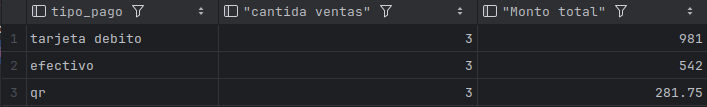 tipo_pago "cantida ventas" "Monto total"
1 tarjeta debito 3 981
2 efectivo 3 542
3 qr 3 281.75